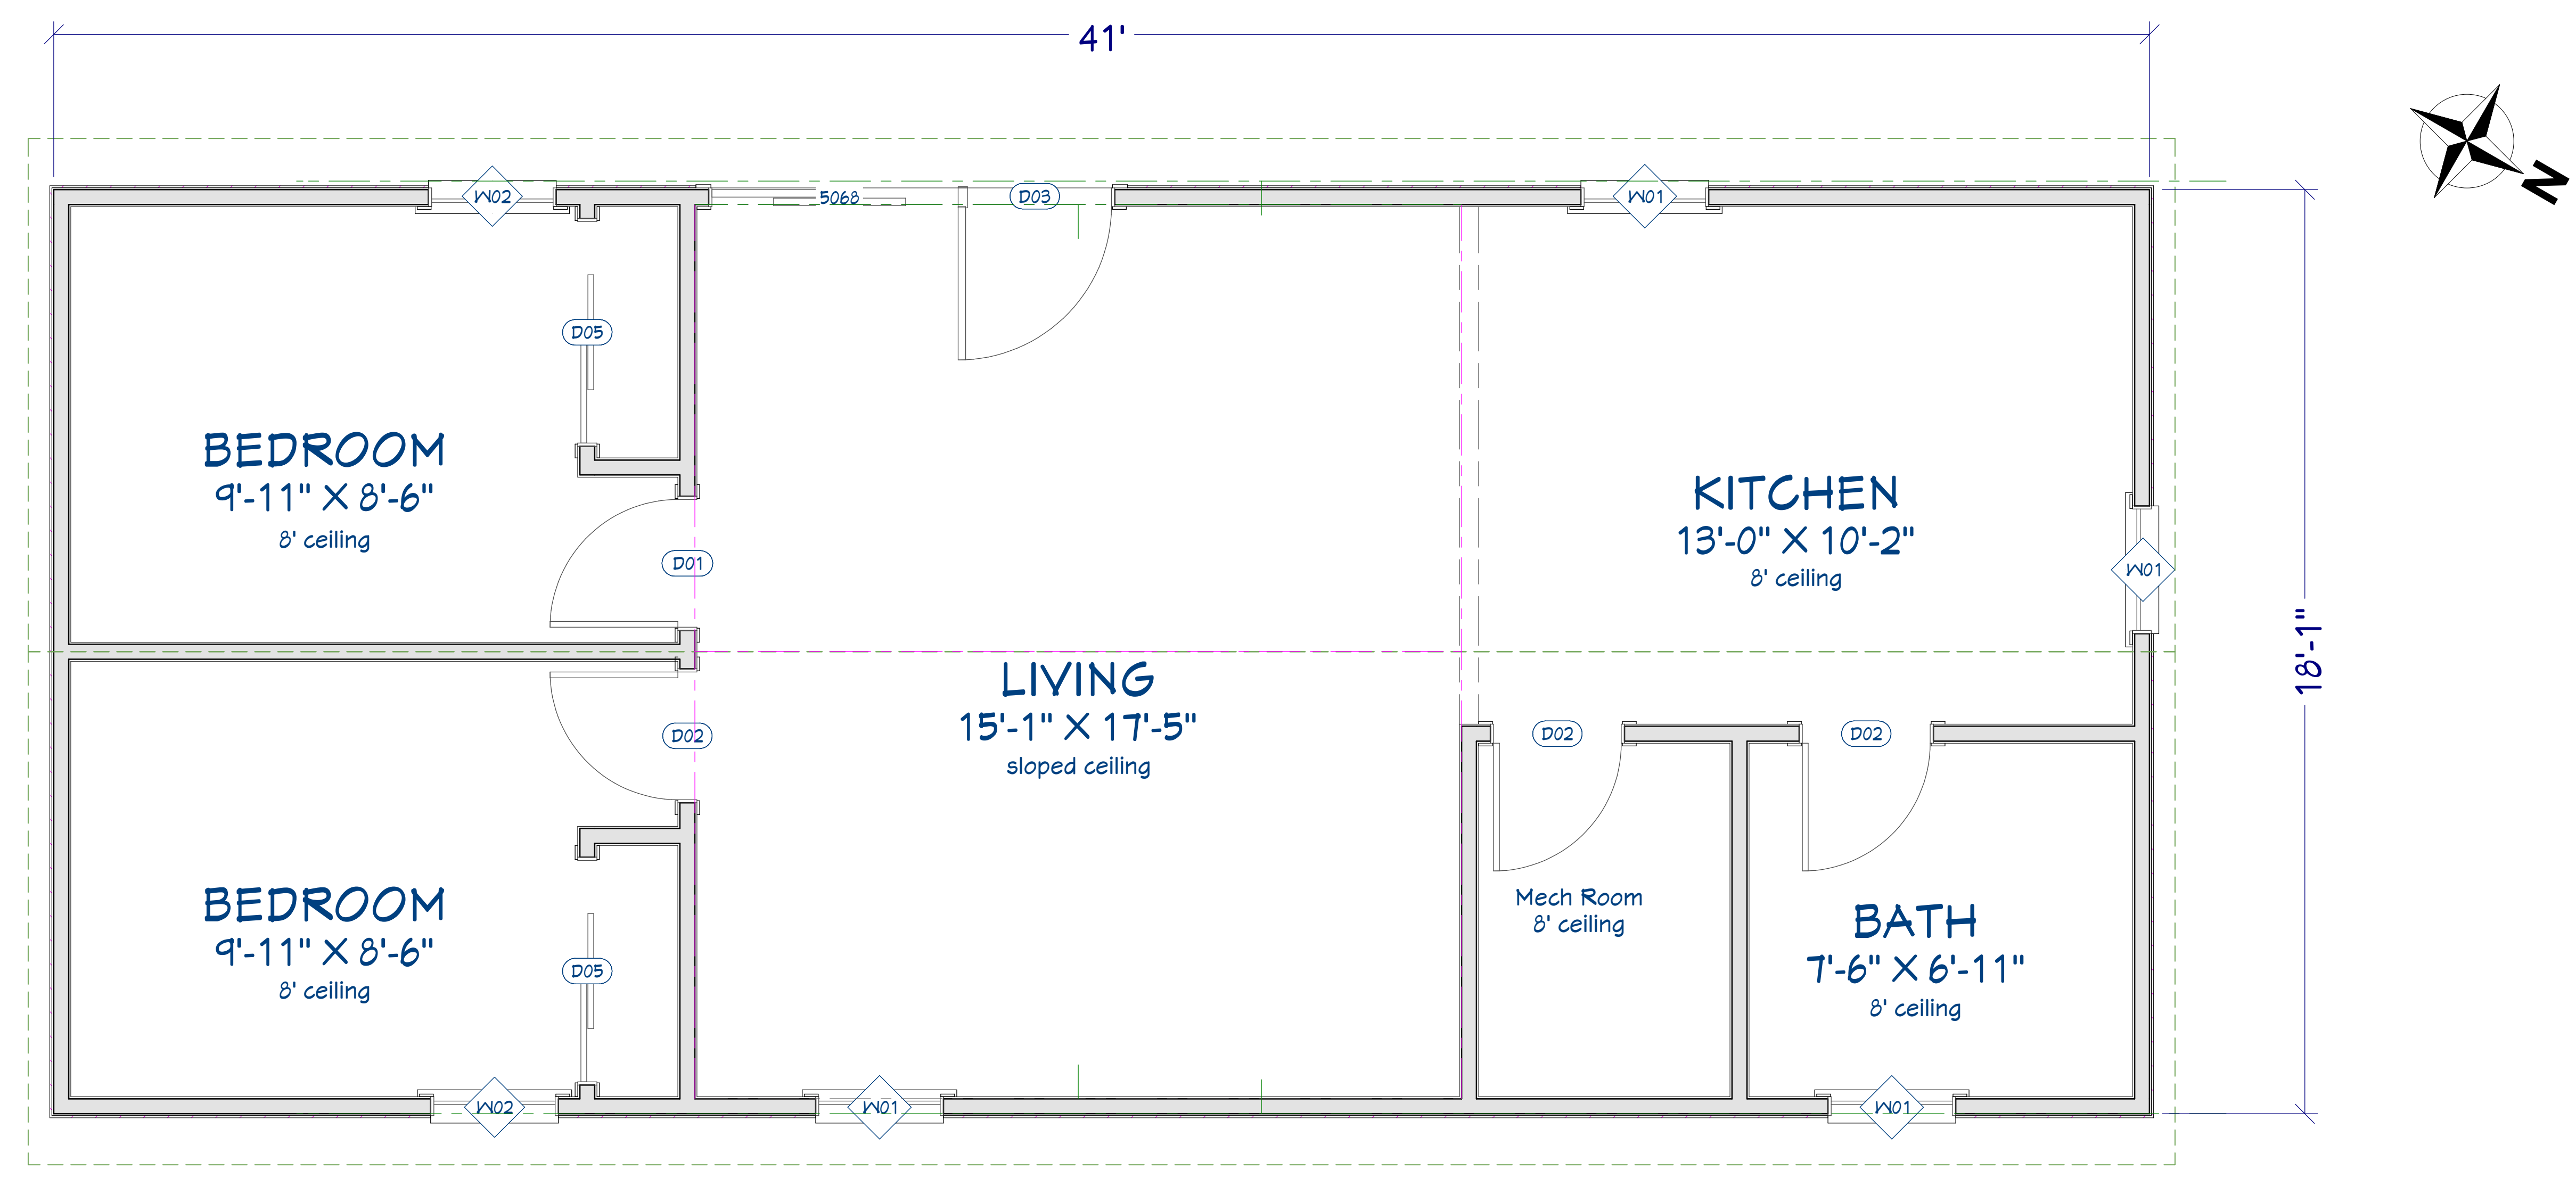 41'
N
W02
5068
D03
W01
D05
BEDROOM
9'-11" X 8'-6"
8' ceiling
D01
KITCHEN
13'-0" X 10'-2"
8' ceiling
W01
18'-1"
LIVING
15'-1" X 17'-5"
sloped ceiling
D02
D02
D02
BEDROOM
9'-11" X 8'-6"
8' ceiling
D05
Mech Room
8' ceiling
BATH
7'-6" X 6'-11"
8' ceiling
W02
W01
W01